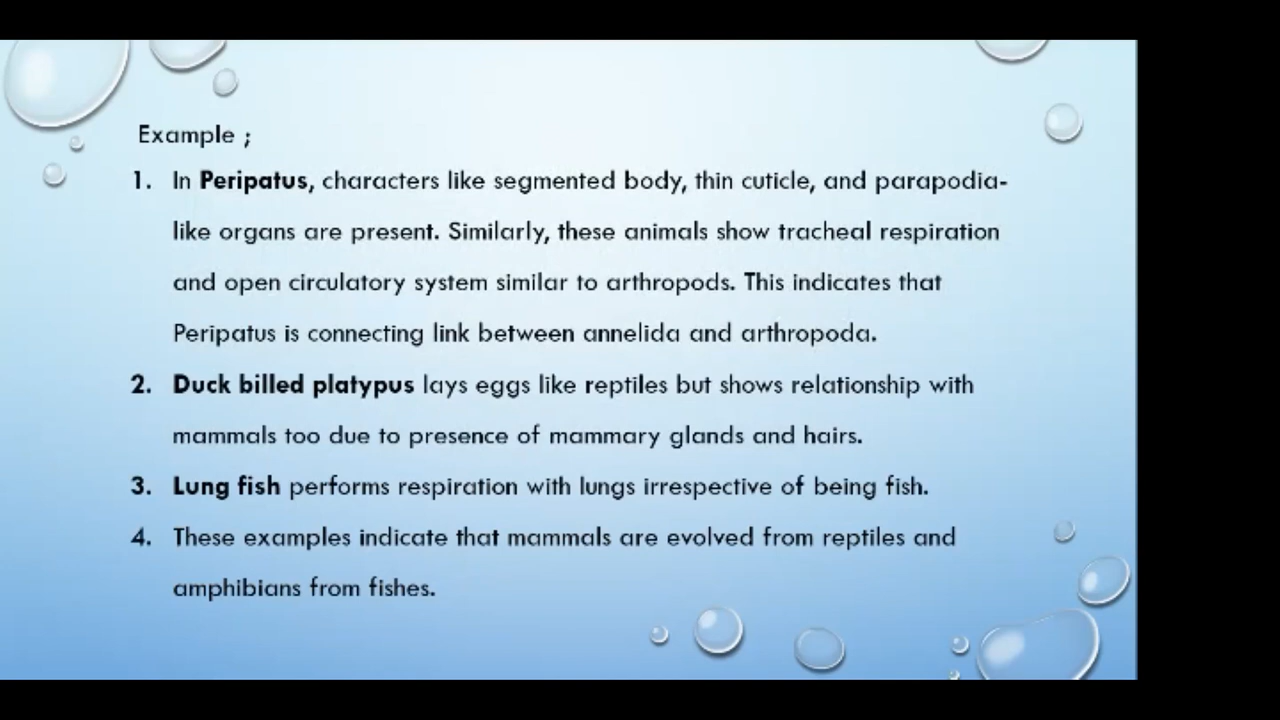 Example ;
1. In Peripatus, characters like segmented body, thin cuticle, and parapodia-
like organs are present. Similarly, these animals show tracheal respiration
and open circulatory system similar to arthropods. This indicates that
Peripatus is connecting link between annelida and arthropoda.
2. Duck billed platypus lays eggs like reptiles but shows relationship with
mammals too due to presence of mammary glands and hairs.
3. Lung fish performs respiration with lungs irrespective of being fish.
4. These examples indicate that mammals are evolved from reptiles and
amphibians from fishes.